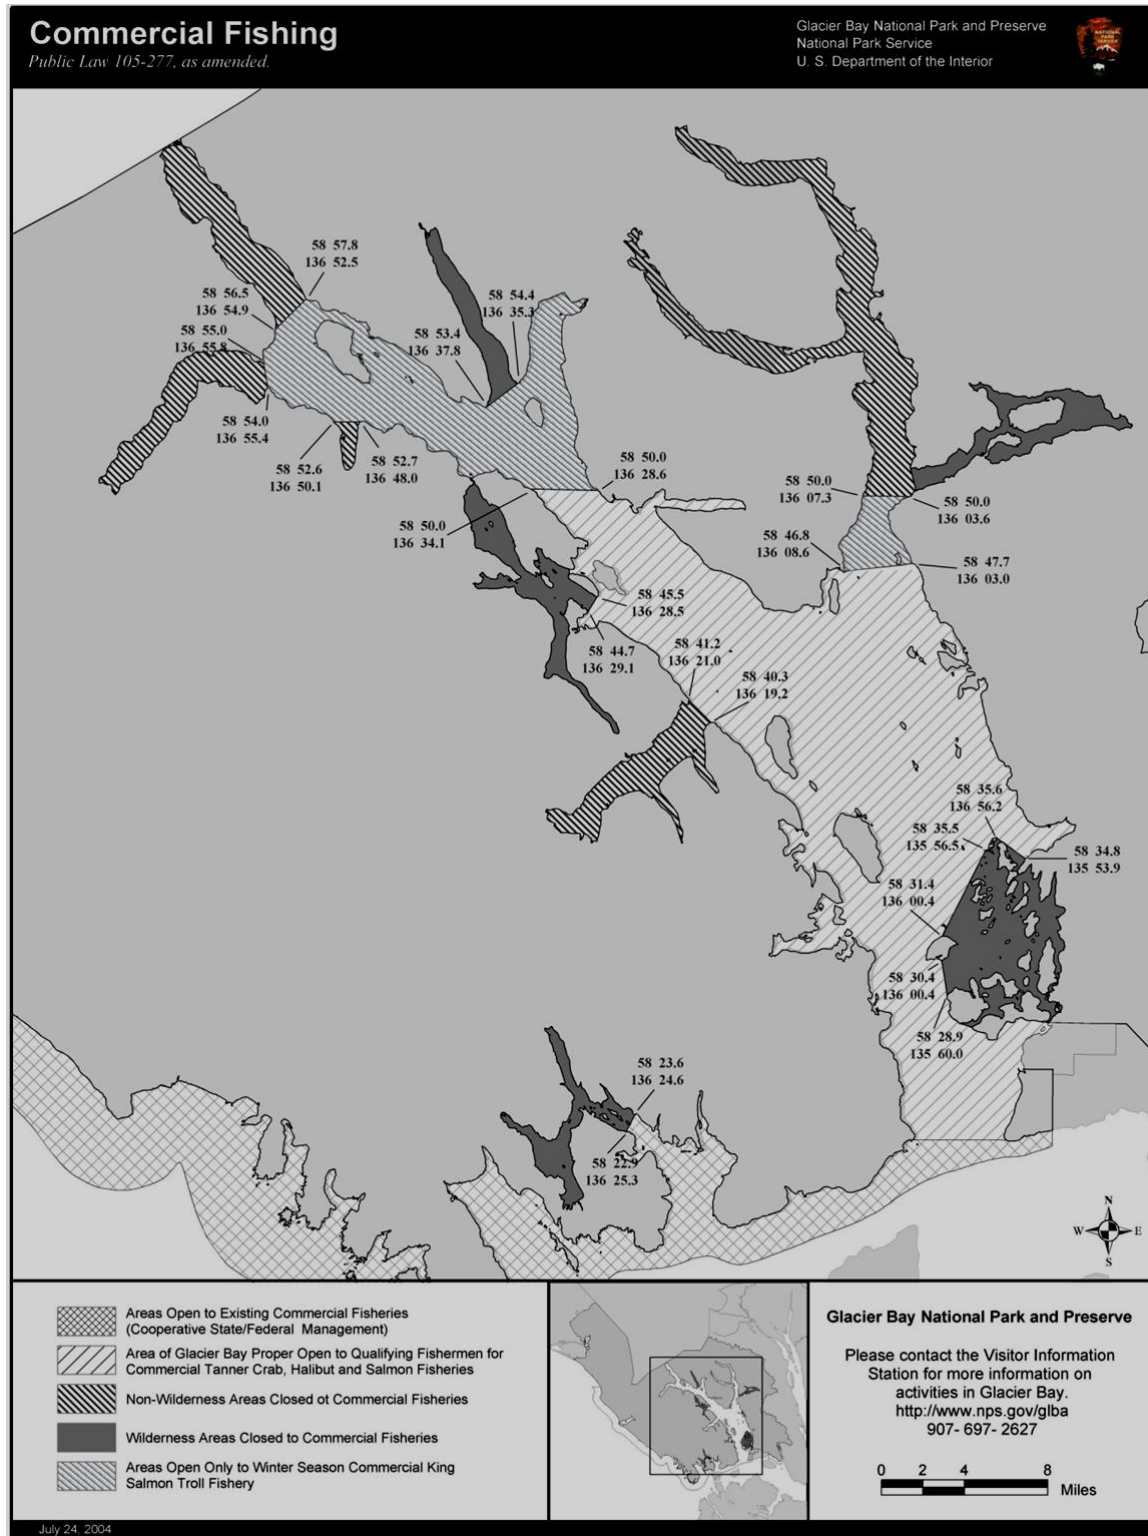 Commercial Fishing
Public Law 105-277, as amended.
Glacier Bay National Park and Preserve
National Park Service
U. S. Department of the Interior
NATIONAL
PARK
SERVICE
58 57.8
136 52.5
58 56.5
136 54.9
58 55.0
136 55.8
58 54.4
136 35.3
58 53.4
136 37.8
58 54.0
136 55.4
58 52.6
136 50.1
58 52.7
136 48.0
58 50.0
136 28.6
58 50.0
136 07.3
58 50.0
136 03.6
58 50.0
136 34.1
58 46.8
136 08.6
58 47.7
136 03.0
58 45.5
136 28.5
58 44.7
136 29.1
58 41.2
136 21.0
58 40.3
136 19.2
58 35.6
136 56.2
58 35.5
135 56.5
58 34.8
135 53.9
58 31.4
136 00.4
58 30.4
136 00.4
58 28.9
135 60.0
58 23.6
136 24.6
58 22.9
136 25.3
N
W E
S
Areas Open to Existing Commercial Fisheries
(Cooperative State/Federal Management)
Area of Glacier Bay Proper Open to Qualifying Fishermen for
Commercial Tanner Crab, Halibut and Salmon Fisheries
Non-Wilderness Areas Closed ot Commercial Fisheries
Wilderness Areas Closed to Commercial Fisheries
Areas Open Only to Winter Season Commercial King
Salmon Troll Fishery
Glacier Bay National Park and Preserve
Please contact the Visitor Information
Station for more information on
activities in Glacier Bay.
http://www.nps.gov/glba
907- 697- 2627
0 2 4 8
Miles
July 24, 2004